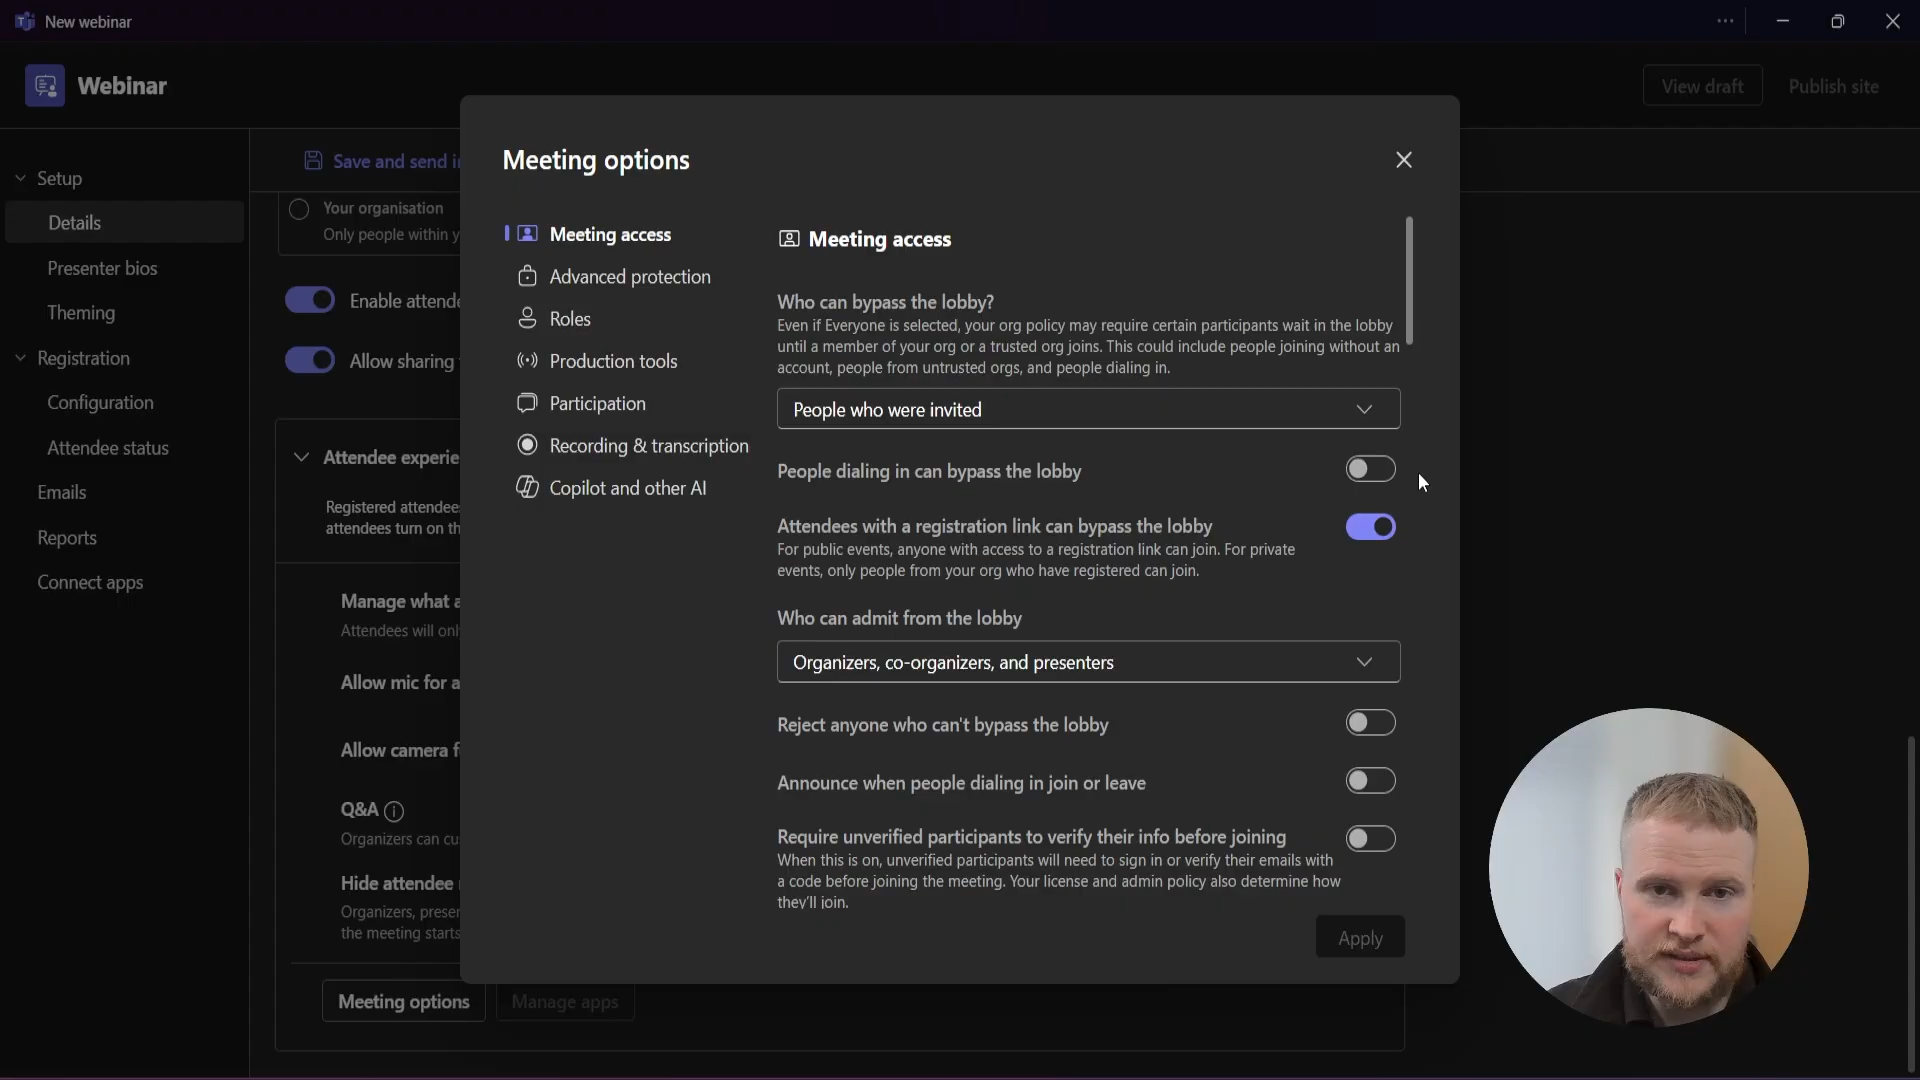 New webinar
Webinar
View draft
Publish site
Setup
Details
Presenter bios
Theming
Registration
Configuration
Attendee status
Emails
Reports
Connect apps
Save and send i
Your organisation
Only people within y
Enable attende
Allow sharing
Attendee experie
Registered attendee
attendees turn on th
Manage what a
Attendees will onl
Allow mic for a
Allow camera f
Q&A
Organizers can cu
Hide attendee
Organizers, presen
the meeting starts
Meeting options
Manage apps
Meeting options
Meeting access
Advanced protection
Roles
Production tools
Participation
Recording & transcription
Copilot and other AI
Meeting access
Who can bypass the lobby?
Even if Everyone is selected, your org policy may require certain participants wait in the lobby
until a member of your org or a trusted org joins. This could include people joining without an
account, people from untrusted orgs, and people dialing in.
People who were invited
People dialing in can bypass the lobby
Attendees with a registration link can bypass the lobby
For public events, anyone with access to a registration link can join. For private
events, only people from your org who have registered can join.
Who can admit from the lobby
Organizers, co-organizers, and presenters
Reject anyone who can't bypass the lobby
Announce when people dialing in join or leave
Require unverified participants to verify their info before joining
When this is on, unverified participants will need to sign in or verify their emails with
a code before joining the meeting. Your license and admin policy also determine how
they'll join.
Apply